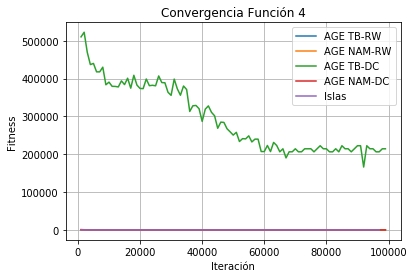 Convergencia Función 4
AGE TB-RW
AGE NAM-RW
AGE TB-DC
AGE NAM-DC
Islas
Fitness
500000
400000
300000
200000
100000
0
0 20000 40000 60000 80000 100000
Iteración